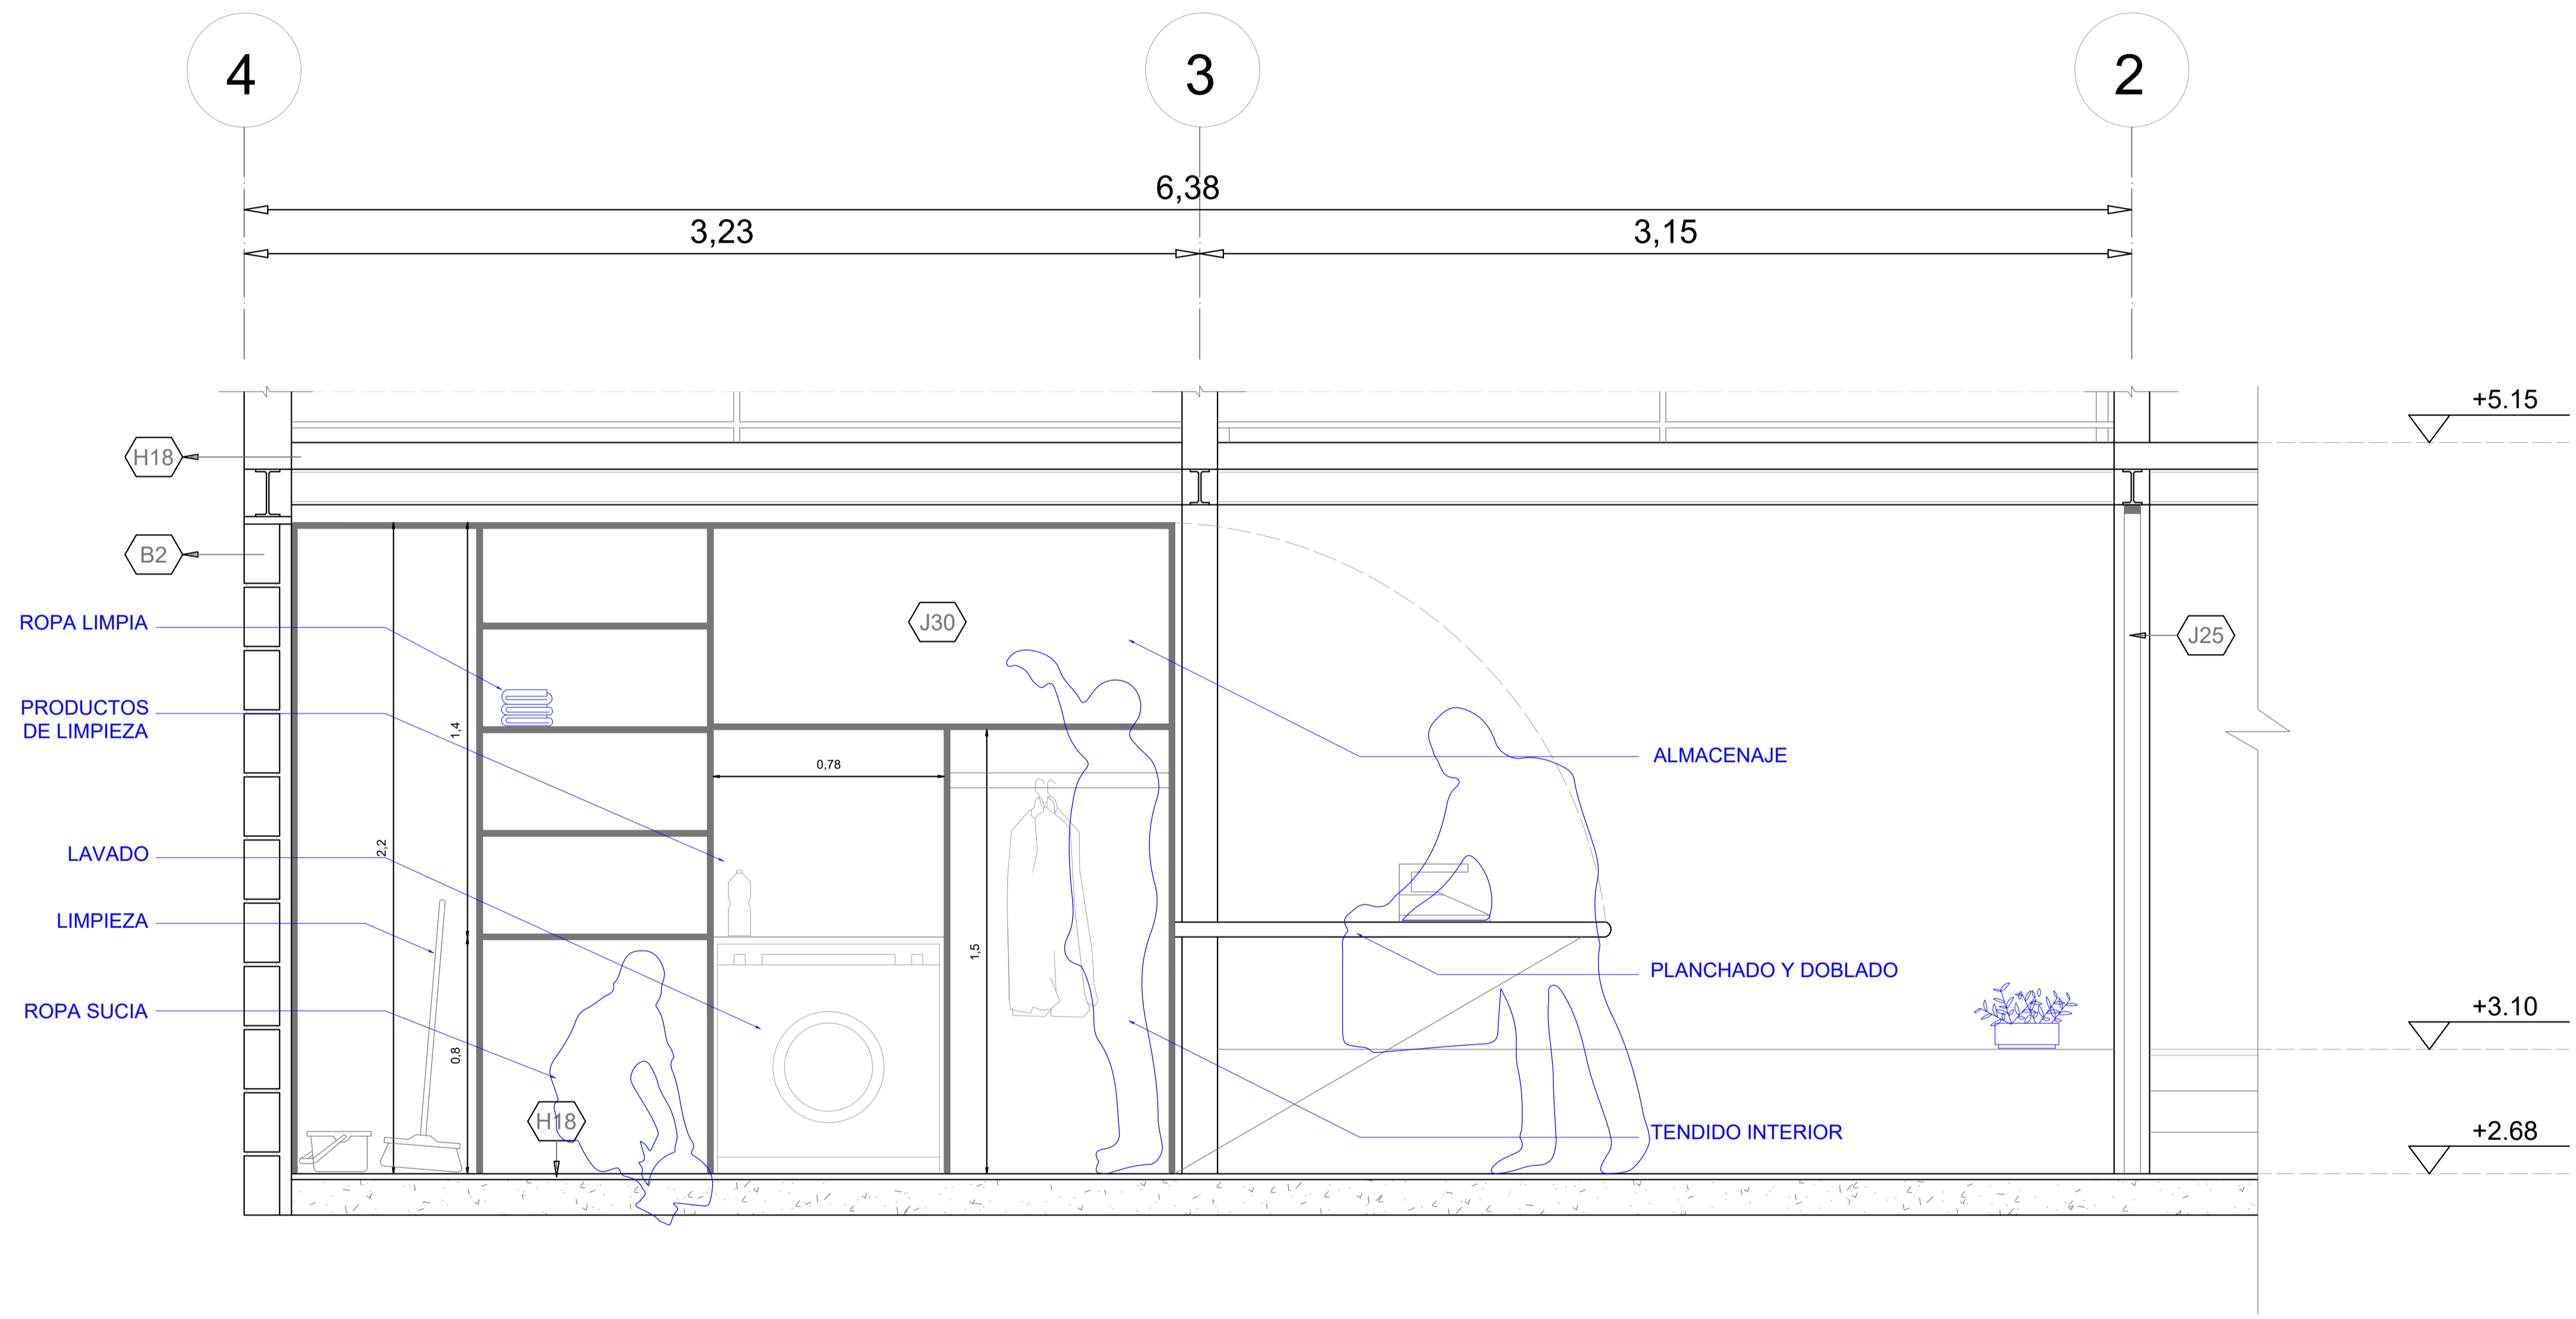 4
3
2
6,38
3,23
3,15
+5.15
H18
B2
ROPA LIMPIA
J30
J25
PRODUCTOS
DE LIMPIEZA
1,4
0,78
ALMACENAJE
2,2
LAVADO
LIMPIEZA
1,5
PLANCHADO Y DOBLADO
ROPA SUCIA
+3.10
0,8
H18
TENDIDO INTERIOR
+2.68